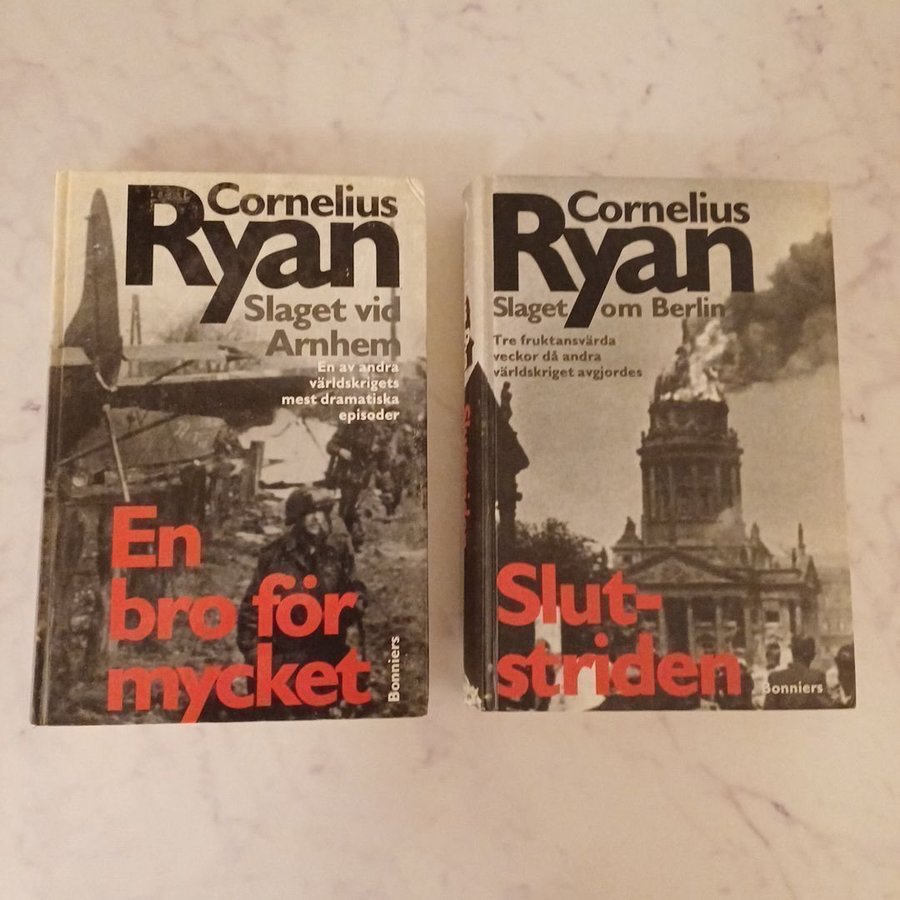 Cornelius
Ryan
Slaget vid
Arnhem
En av andra
världskrigets
mest dramatiska
episoder
En
bro för
mycket
Bonniers
Cornelius
Ryan
Slaget om Berlin
Tre fruktansvärda
veckor då andra
världskriget avgjordes
Slut-
striden
Bonniers